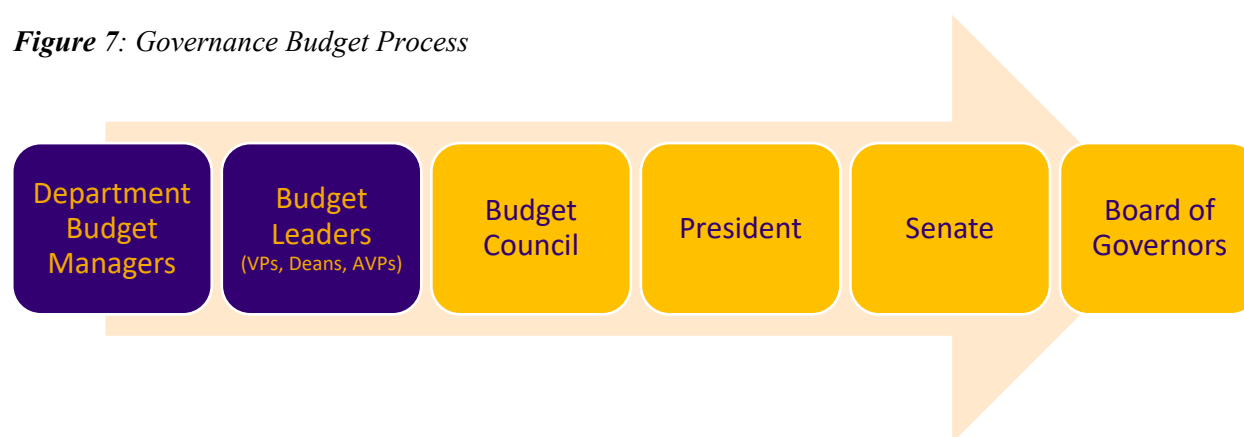 Figure 7: Governance Budget Process
Department
Budget
Managers
Budget
Leaders
(VPs, Deans, AVPs)
Budget
Council
President
Senate
Board of
Governors